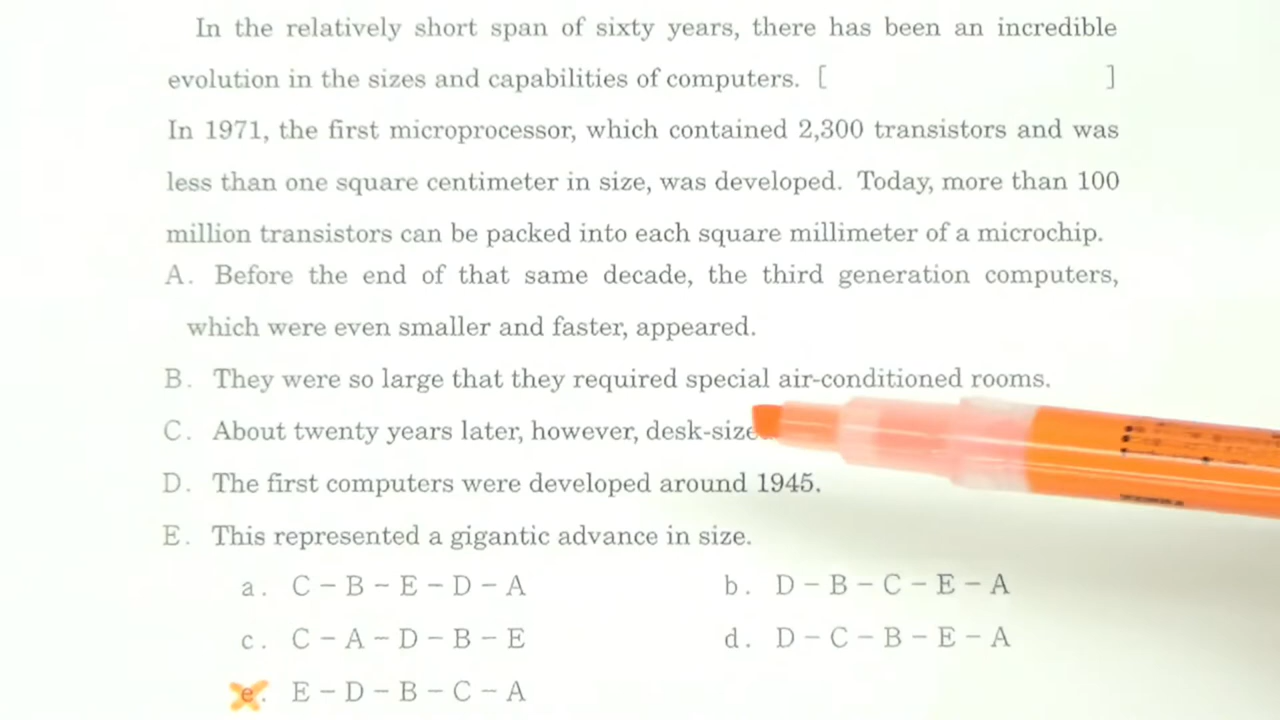 In the relatively short span of sixty years, there has been an incredible
evolution in the sizes and capabilities of computers. [ ]
In 1971, the first microprocessor, which contained 2,300 transistors and was
less than one square centimeter in size, was developed. Today, more than 100
million transistors can be packed into each square millimeter of a microchip.
A. Before the end of that same decade, the third generation computers,
which were even smaller and faster, appeared.
B. They were so large that they required special air-conditioned rooms.
C. About twenty years later, however, desk-size
D. The first computers were developed around 1945.
E. This represented a gigantic advance in size.
a. C – B – E – D – A b. D – B – C – E – A
c. C – A – D – B – E d. D – C – B – E – A
e. E – D – B – C – A